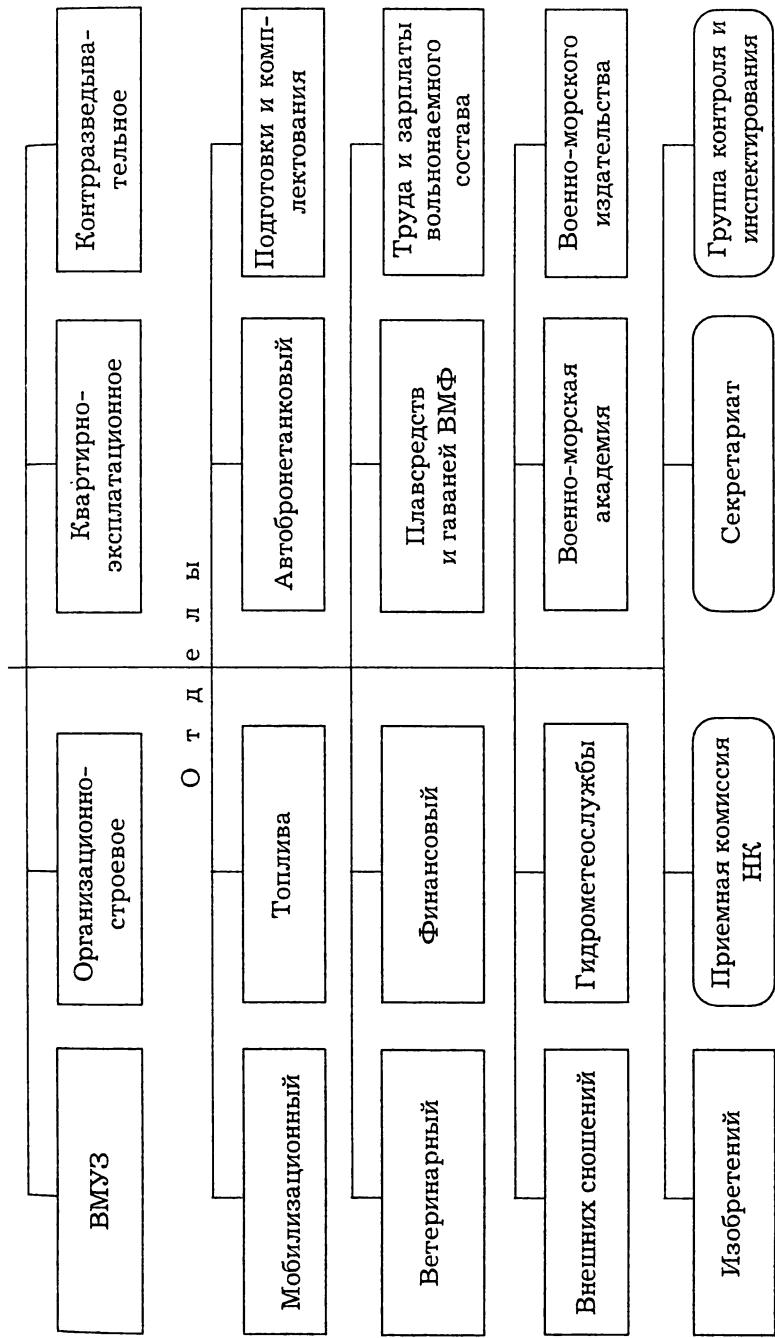 ВМУЗ
Организационно-
строевое
Квартирно-
эксплатационное
Контрразведыва-
тельное
Отделы
Мобилизационный
Топлива
Автобронетанковый
Подготовки и комп-
лектования
Ветеринарный
Финансовый
Плавсредств
и гаваней ВМФ
Труда и зарплаты
вольнонаемного
состава
Внешних сношений
Гидрометеослужбы
Военно-морская
академия
Военно-морского
издательства
Изобретений
Приемная комиссия
НК
Секретариат
Группа контроля и
инспектирования